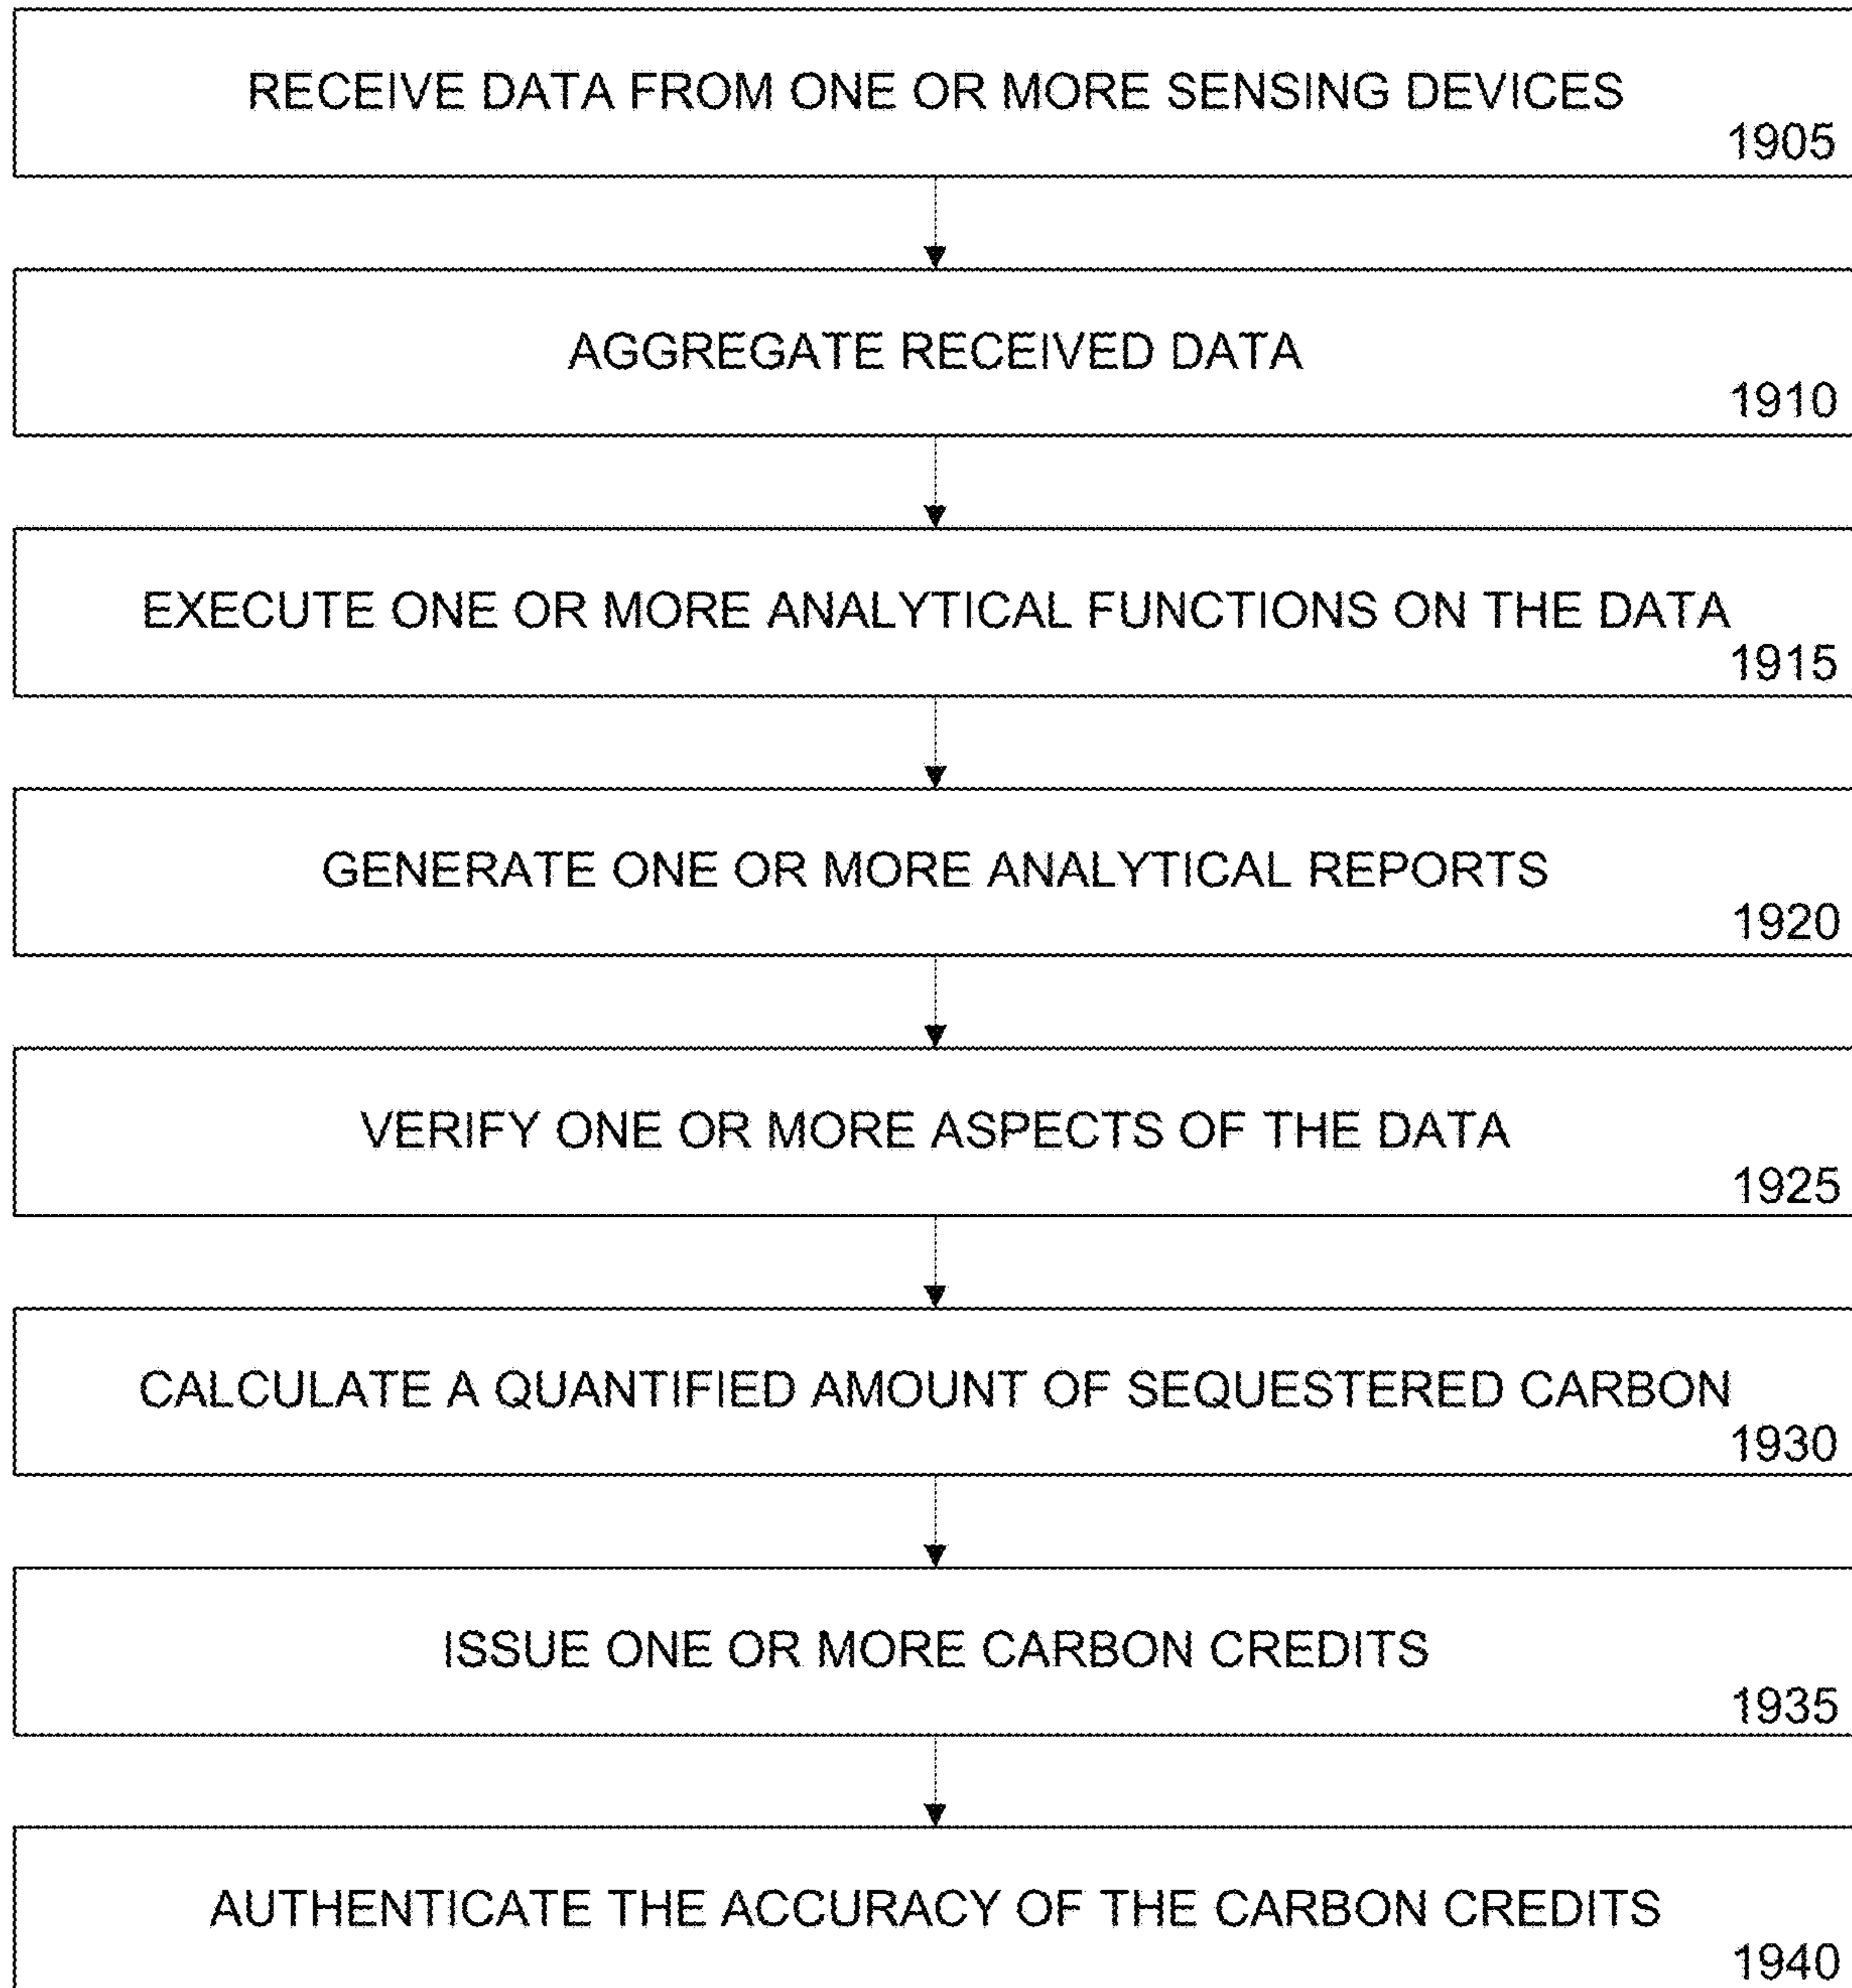 RECEIVE DATA FROM ONE OR MORE SENSING DEVICES
1905
AGGREGATE RECEIVED DATA
1910
EXECUTE ONE OR MORE ANALYTICAL FUNCTIONS ON THE DATA
1915
GENERATE ONE OR MORE ANALYTICAL REPORTS
1920
VERIFY ONE OR MORE ASPECTS OF THE DATA
1925
CALCULATE A QUANTIFIED AMOUNT OF SEQUESTERED CARBON
1930
ISSUE ONE OR MORE CARBON CREDITS
1935
AUTHENTICATE THE ACCURACY OF THE CARBON CREDITS
1940